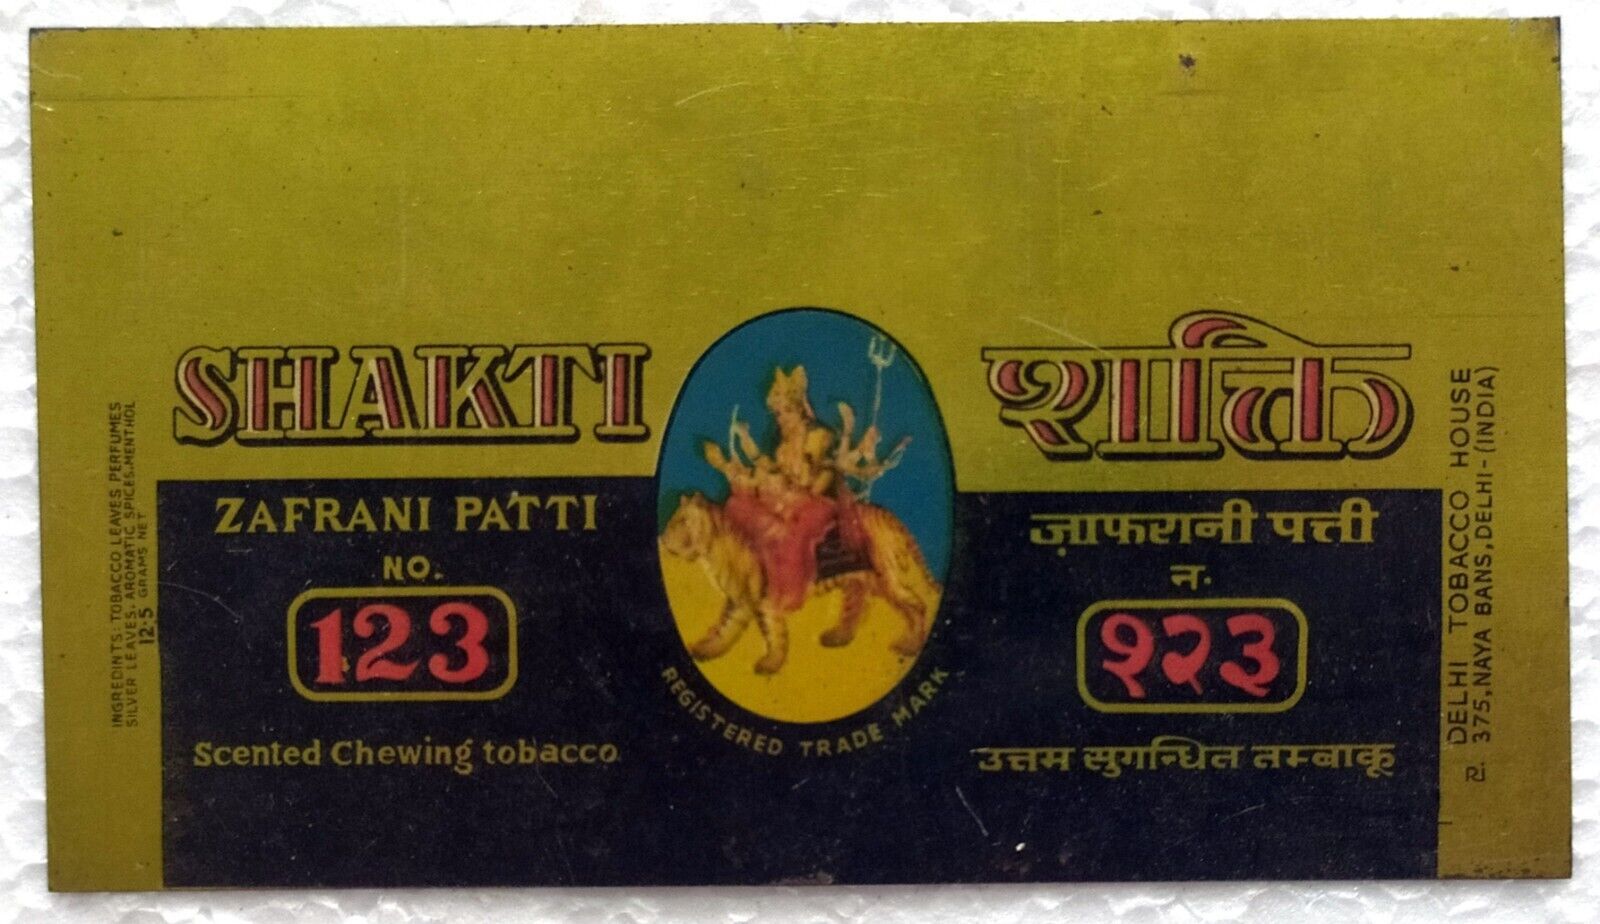 INGREDINTS: TOBACCO LEAVES, PERFUMES
SILVER LEAVES, AROMATIC SPICES, MENTHOL
12.5 GRAMS NET
SHAKTI
ZAFRANI PATTI
NO.
123
Scented Chewing tobacco
REGISTERED TRADE MARK
शक्ति
ज़ाफरानी पत्ती
न.
१२३
उत्तम सुगन्धित तम्बाकू
DELHI TOBACCO HOUSE
375, NAYA BANS, DELHI-(INDIA)